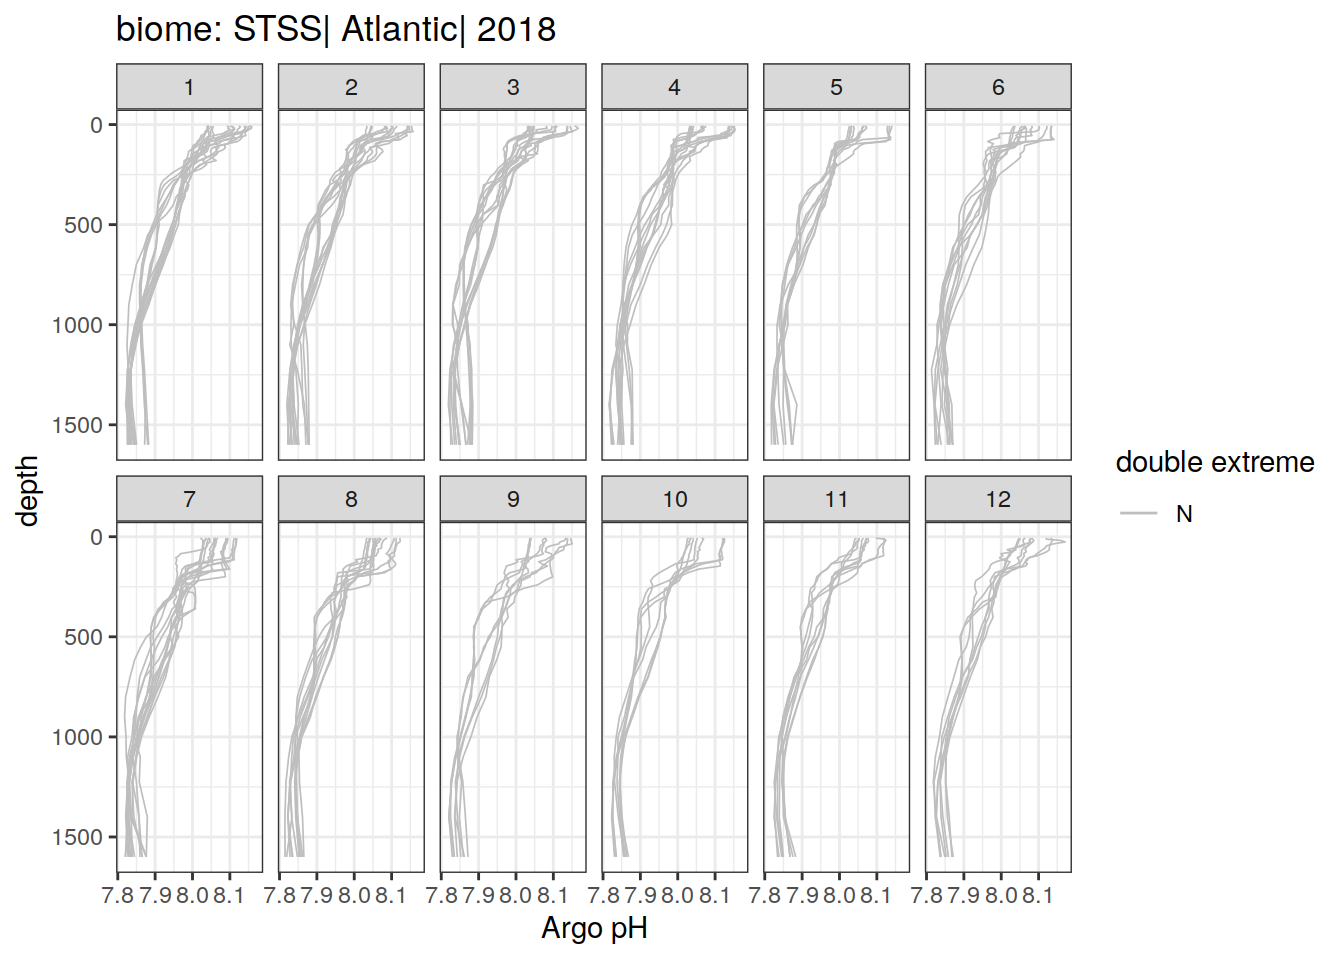 biome: STSS| Atlantic| 2018
1 2 3 4 5 6
0
500
1000
1500
7 8 9 10 11 12
0
500
1000
1500
7.8 7.9 8.0 8.1 7.8 7.9 8.0 8.1 7.8 7.9 8.0 8.1 7.8 7.9 8.0 8.1 7.8 7.9 8.0 8.1 7.8 7.9 8.0 8.1
Argo pH
depth
double extreme
N